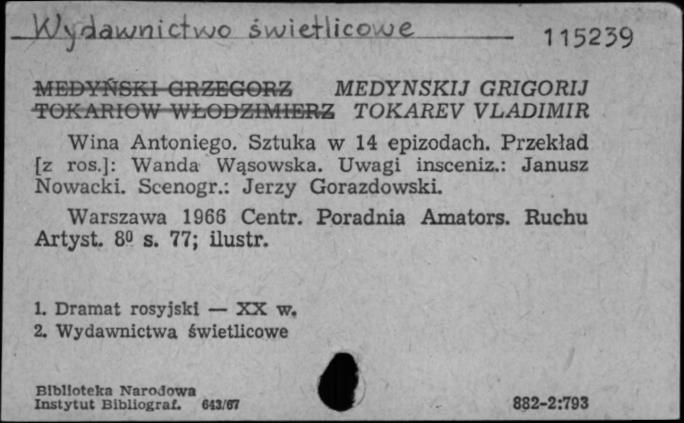 Wydawnictwo świetlicowe
115239
MEDYŃSKI GRZEGORZ MEDYNSKIJ GRIGORIJ
TOKARIOW WŁODZIMIERZ TOKAREV VLADIMIR
Wina Antoniego. Sztuka w 14 epizodach. Przekład
[z ros.]: Wanda Wąsowska. Uwagi insceniz.: Janusz
Nowacki. Scenogr.: Jerzy Gorazdowski.
Warszawa 1966 Centr. Poradnia Amators. Ruchu
Artyst. 8º s. 77; ilustr.
1. Dramat rosyjski — XX w.
2. Wydawnictwa świetlicowe
Biblioteka Narodowa
Instytut Bibliograf. 643/67
882-2:793